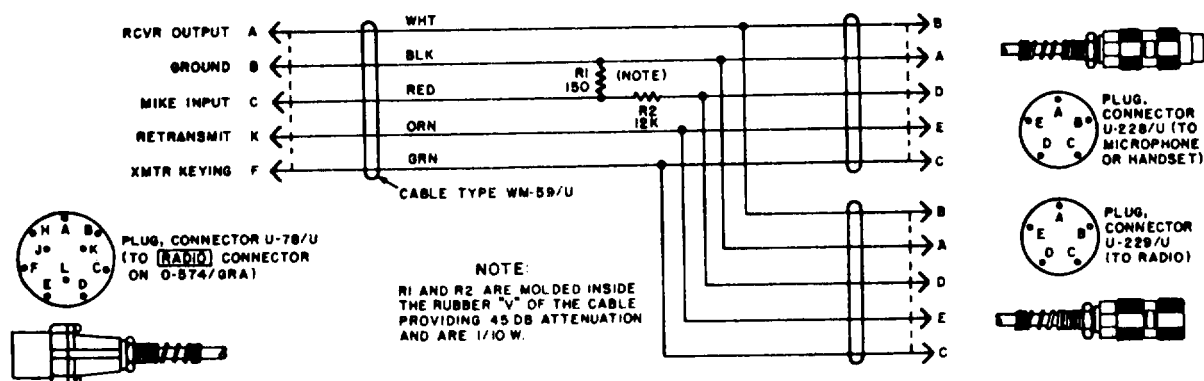 RCVR OUTPUT A
GROUND B
MIKE INPUT C
RETRANSMIT K
XMTR KEYING F
WHT
BLK
RED
ORN
GRN
R1
150
(NOTE)
R2
12K
CABLE TYPE WM-59/U
B
A
D
E
C
B
A
D
E
C
PLUG,
CONNECTOR
U-228/U (TO
MICROPHONE
OR HANDSET)
A
E B
D C
PLUG,
CONNECTOR
U-229/U
(TO RADIO)
A
E B
D C
H A B
J K
F L C
E D
PLUG, CONNECTOR U-78/U
(TO RADIO CONNECTOR
ON O-574/GRA)
NOTE:
R1 AND R2 ARE MOLDED INSIDE
THE RUBBER "V" OF THE CABLE
PROVIDING 45 DB ATTENUATION
AND ARE 1/10 W.